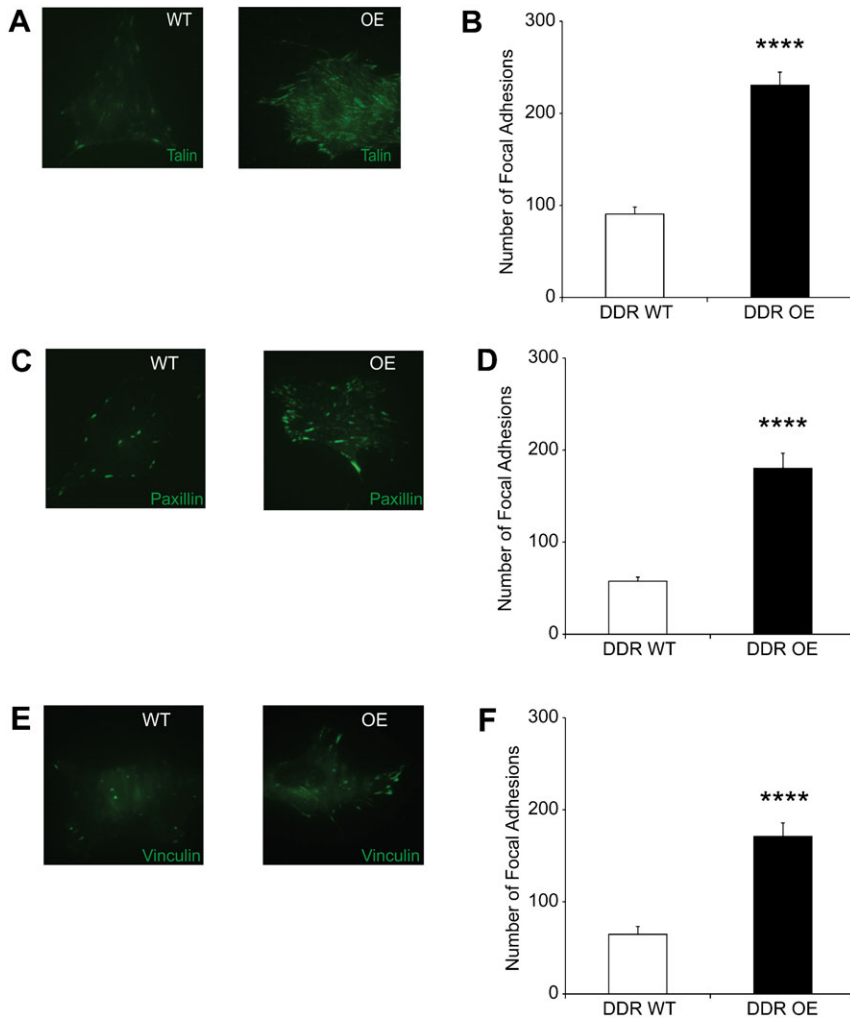 A
WT
OE
Talin
Talin
B
Number of Focal Adhesions
300
200
100
0
****
DDR WT
DDR OE
C
WT
OE
Paxillin
Paxillin
D
Number of Focal Adhesions
300
200
100
0
****
DDR WT
DDR OE
E
WT
OE
Vinculin
Vinculin
F
Number of Focal Adhesions
300
200
100
0
****
DDR WT
DDR OE